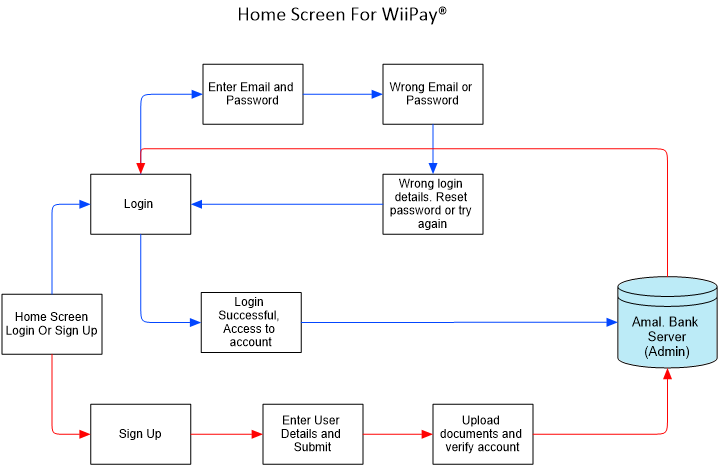 Home Screen For WiiPay®
Enter Email and
Password
Wrong Email or
Password
Login
Wrong login
details. Reset
password or try
again
Home Screen
Login Or Sign Up
Login
Successful,
Access to
account
Amal. Bank
Server
(Admin)
Sign Up
Enter User
Details and
Submit
Upload
documents and
verify account